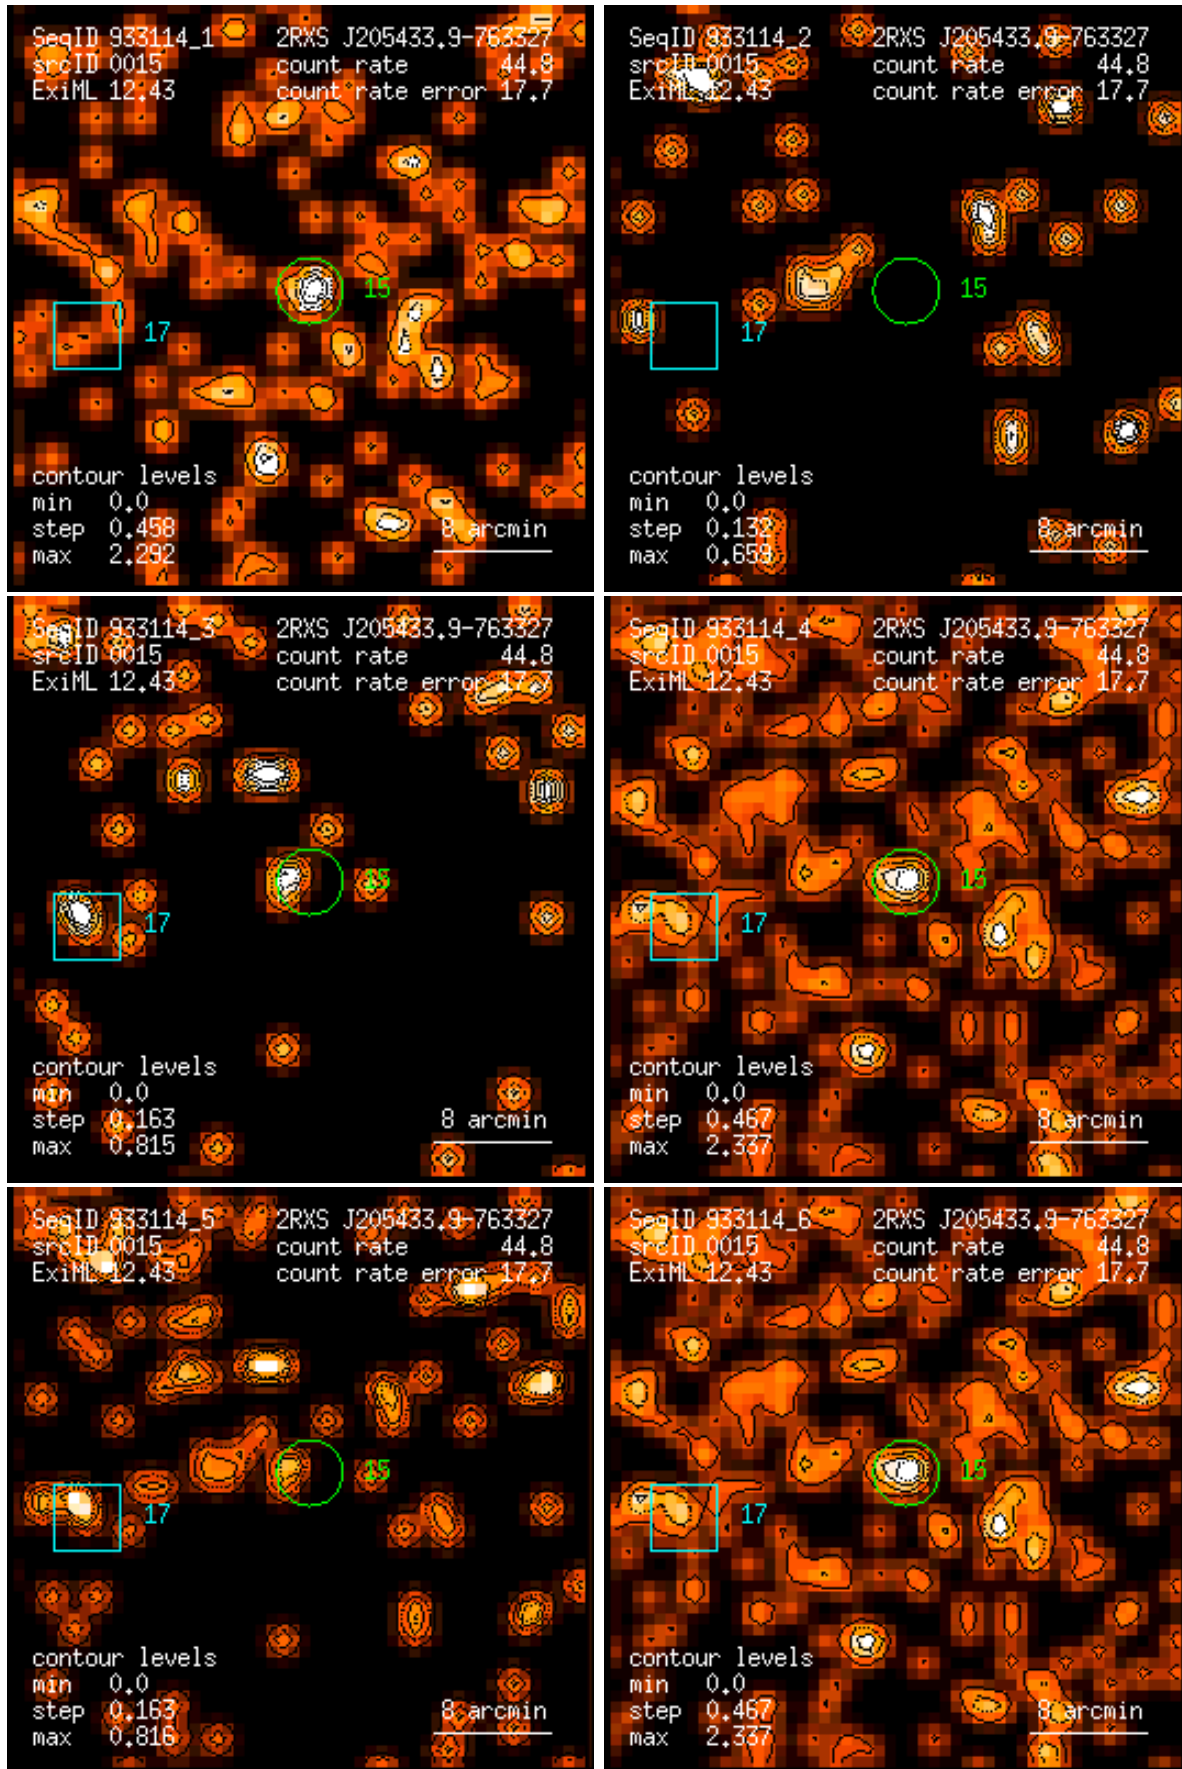 SeqID 933114_1 2RXS J205433.9-763327
srcID 0015 count rate 44.8
ExiML 12.43 count rate error 17.7
15
17
contour levels
min 0.0
step 0.458 8 arcmin
max 2.292
SeqID 933114_2 2RXS J205433.9-763327
srcID 0015 count rate 44.8
ExiML 12.43 count rate error 17.7
15
17
contour levels
min 0.0
step 0.132 8 arcmin
max 0.659
SeqID 933114_3 2RXS J205433.9-763327
srcID 0015 count rate 44.8
ExiML 12.43 count rate error 17.7
15
17
contour levels
min 0.0
step 0.163 8 arcmin
max 0.815
SeqID 933114_4 2RXS J205433.9-763327
srcID 0015 count rate 44.8
ExiML 12.43 count rate error 17.7
15
17
contour levels
min 0.0
step 0.467 8 arcmin
max 2.337
SeqID 933114_5 2RXS J205433.9-763327
srcID 0015 count rate 44.8
ExiML 12.43 count rate error 17.7
15
17
contour levels
min 0.0
step 0.163 8 arcmin
max 0.816
SeqID 933114_6 2RXS J205433.9-763327
srcID 0015 count rate 44.8
ExiML 12.43 count rate error 17.7
15
17
contour levels
min 0.0
step 0.467 8 arcmin
max 2.337